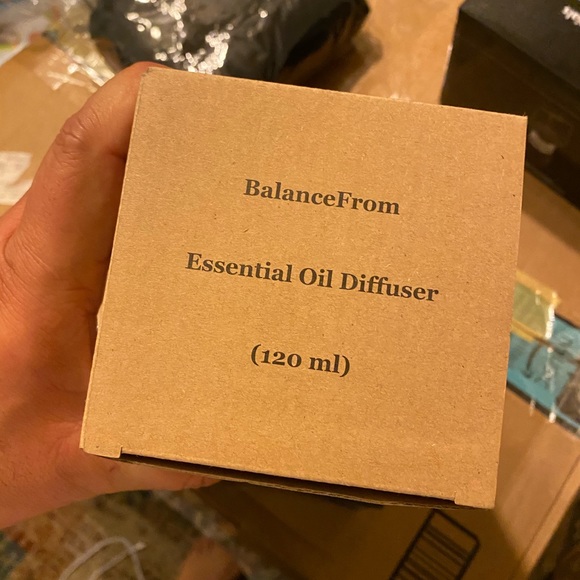 BalanceFrom
Essential Oil Diffuser
(120 ml)